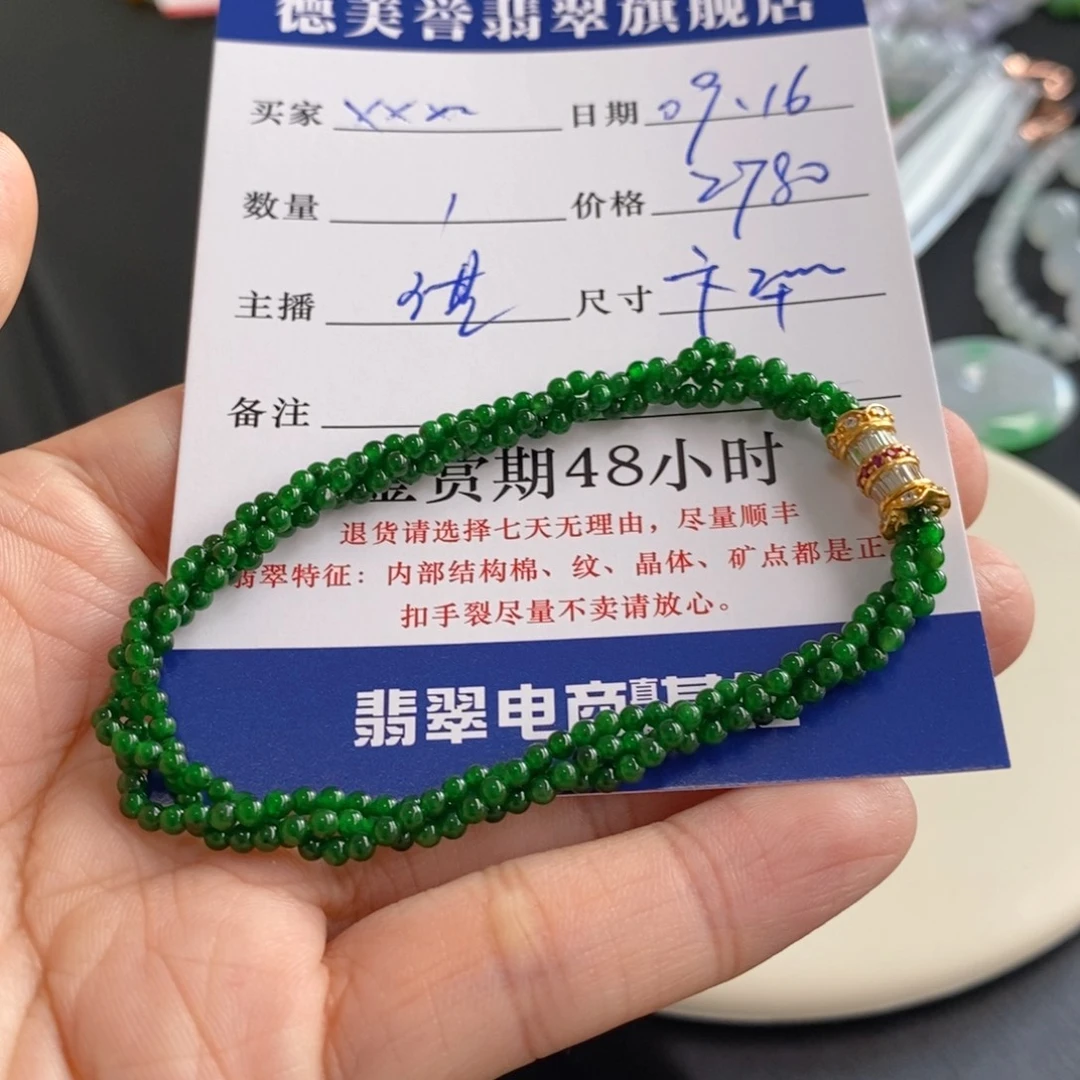 德美誉翡翠旗舰店
买家 xxx 日期 09.16
数量 1 价格 2780
主播 尺寸
备注
鉴赏期48小时
退货请选择七天无理由，尽量顺丰
翡翠特征：内部结构棉、纹、晶体、矿点都是正
扣手裂尽量不卖请放心。
翡翠电商真